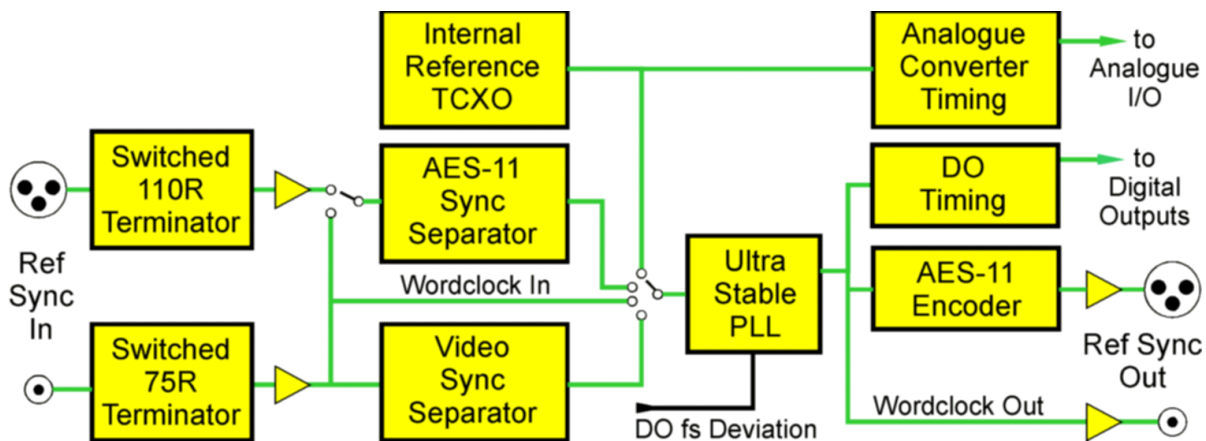 Internal
Reference
TCXO
Analogue
Converter
Timing
to
Analogue
I/O
Switched
110R
Terminator
AES-11
Sync
Separator
DO
Timing
to
Digital
Outputs
Ref
Sync
In
Wordclock In
Ultra
Stable
PLL
AES-11
Encoder
Ref Sync
Out
Switched
75R
Terminator
Video
Sync
Separator
DO fs Deviation
Wordclock Out